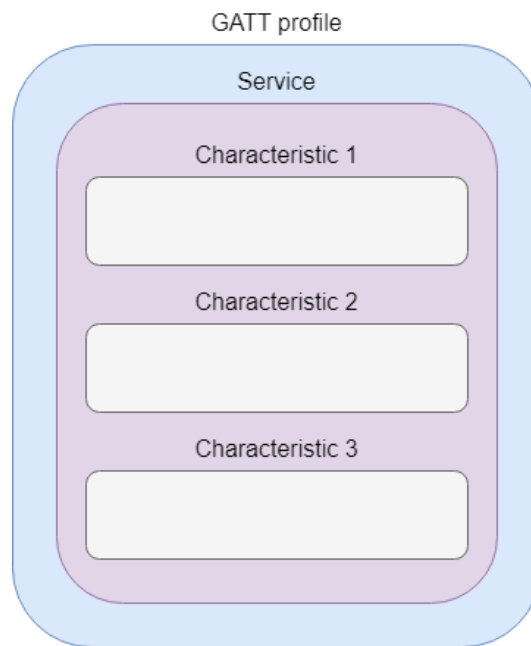 GATT profile
Service
Characteristic 1
Characteristic 2
Characteristic 3